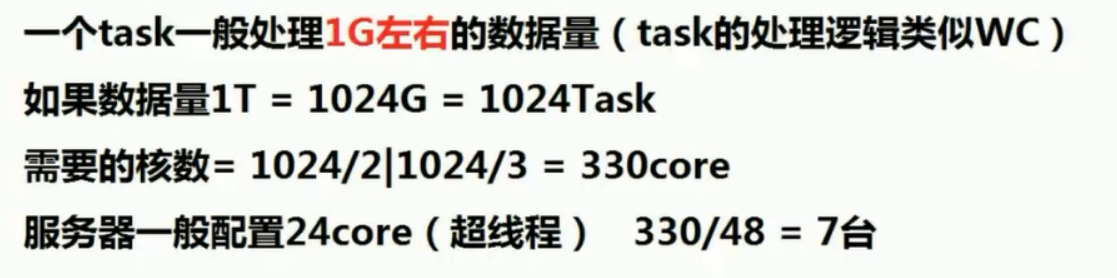 一个task一般处理1G左右的数据量（task的处理逻辑类似WC）
如果数据量1T = 1024G = 1024Task
需要的核数= 1024/2|1024/3 = 330core
服务器一般配置24core（超线程） 330/48 = 7台